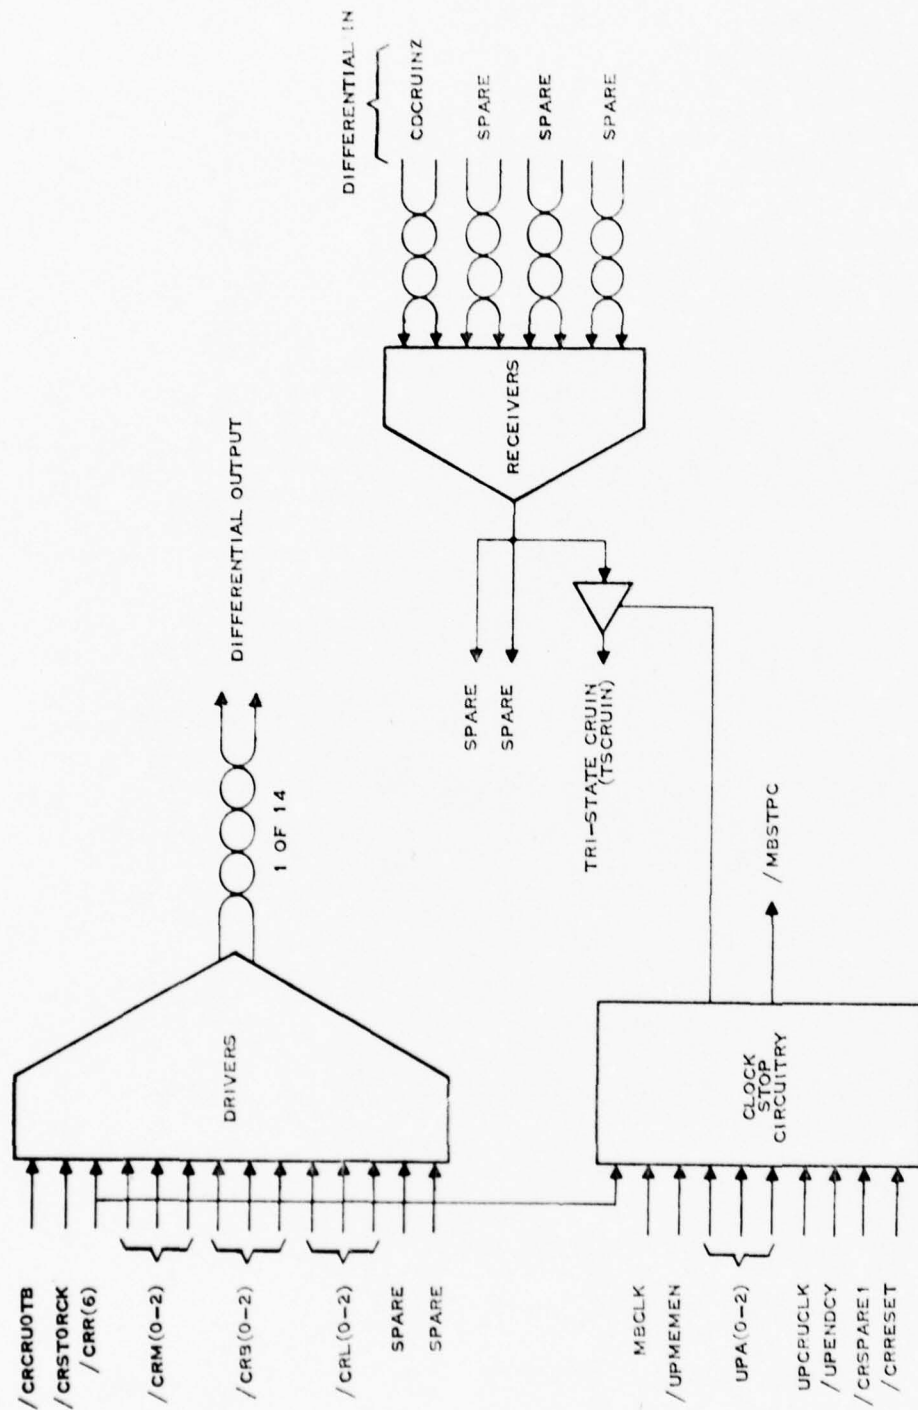 /CRCRUOTB
/CRSTORCK
/CRR(6)
/CRM(0-2)
/CRB(0-2)
/CRL(0-2)
SPARE
SPARE
DRIVERS
1 OF 14
DIFFERENTIAL OUTPUT
MBCLK
/UPMEMEN
UPA(0-2)
UPCRUCLK
/UPENDCY
/CRSPARE1
/CRRESET
CLOCK
STOP
CIRCUITRY
/MBSTPC
TRI-STATE CRUIN
(TSCRUIN)
SPARE
SPARE
RECEIVERS
DIFFERENTIAL IN
CDCRUINZ
SPARE
SPARE
SPARE